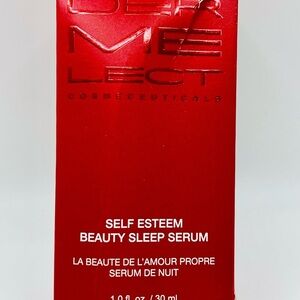 DER
ME
LECT
COSMECEUTICALS
SELF ESTEEM
BEAUTY SLEEP SERUM
LA BEAUTE DE L'AMOUR PROPRE
SERUM DE NUIT
1.0 fl. oz. / 30 ml